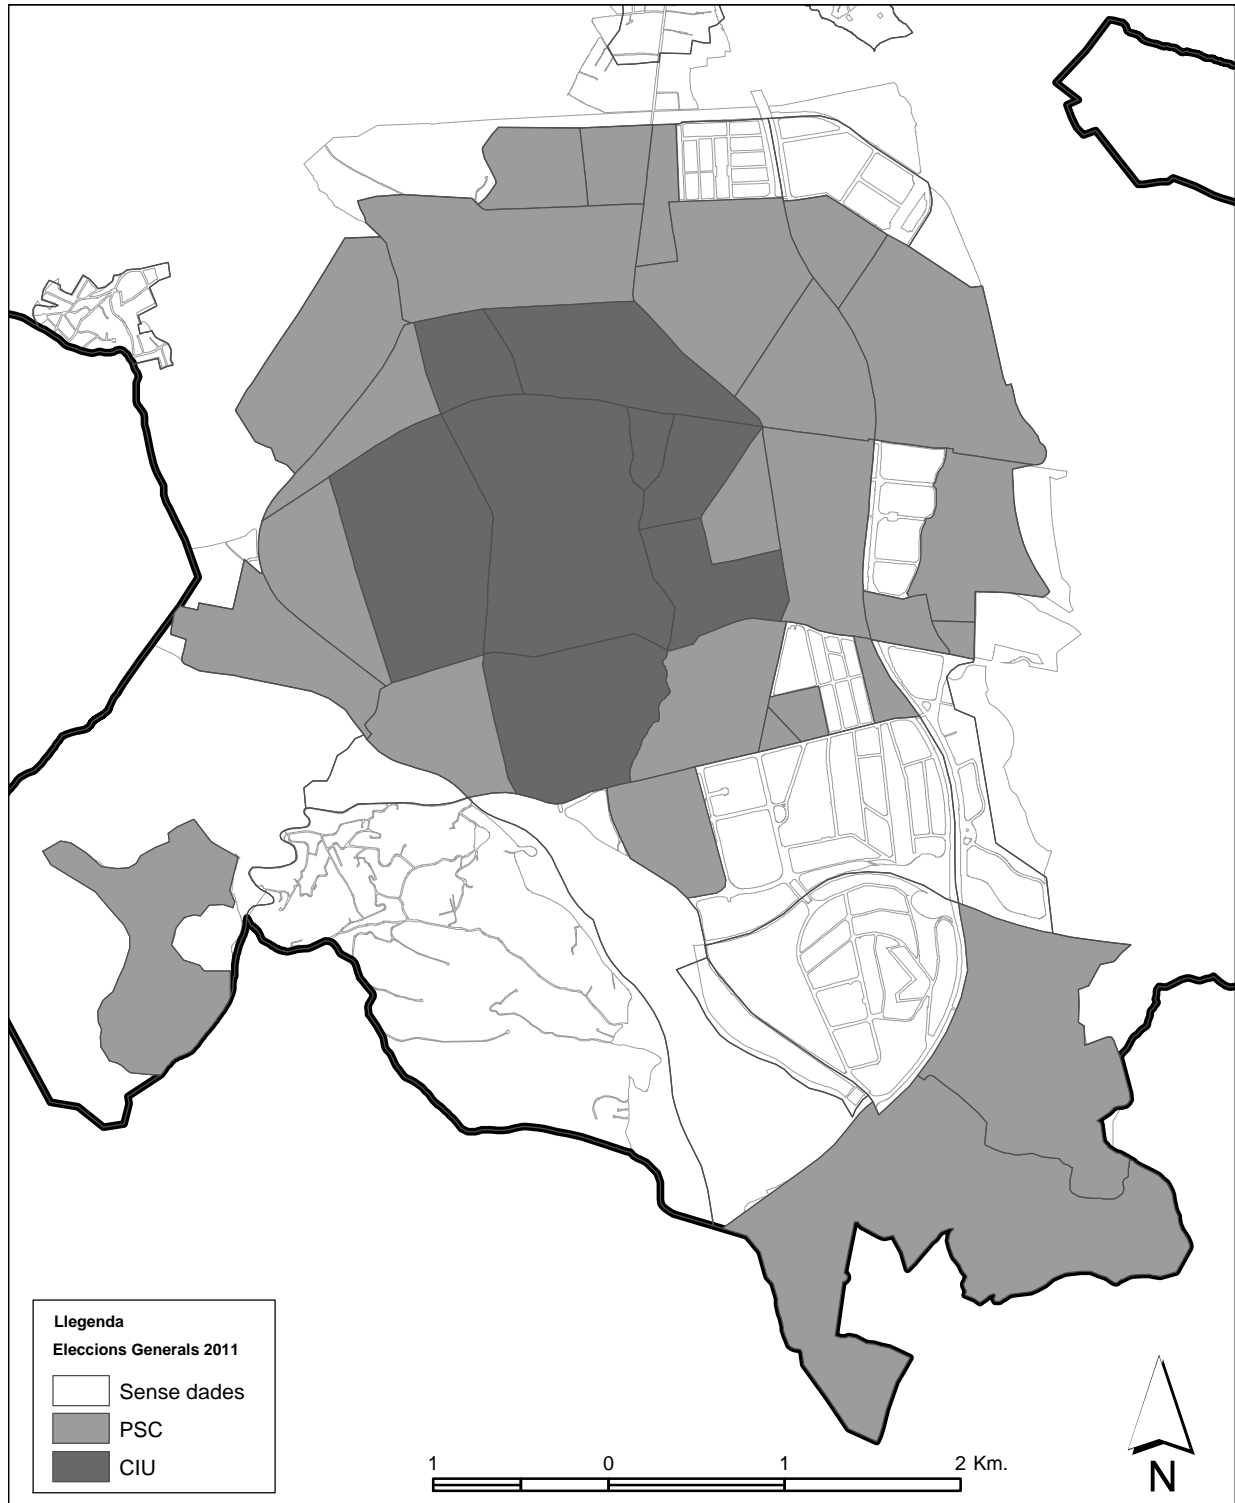 Llegenda
Eleccions Generals 2011
Sense dades
PSC
CIU
1 0 1 2 Km.
N